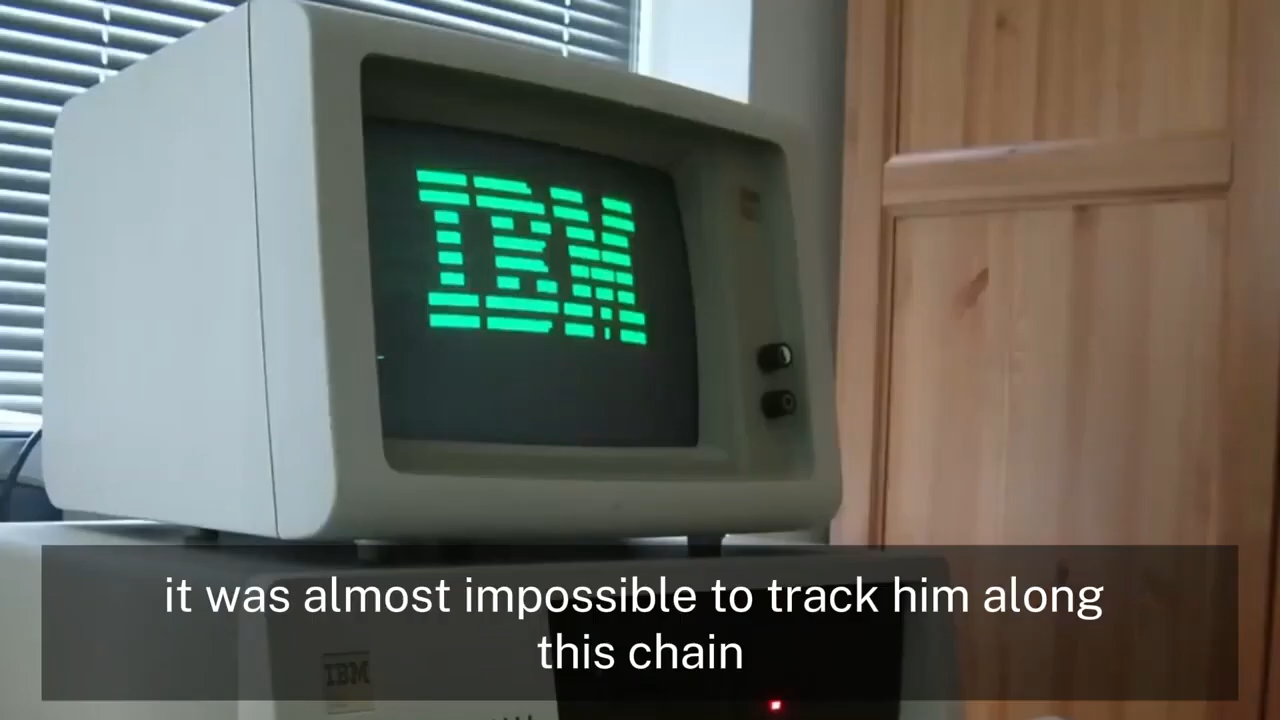 IBM
it was almost impossible to track him along
this chain
IBM